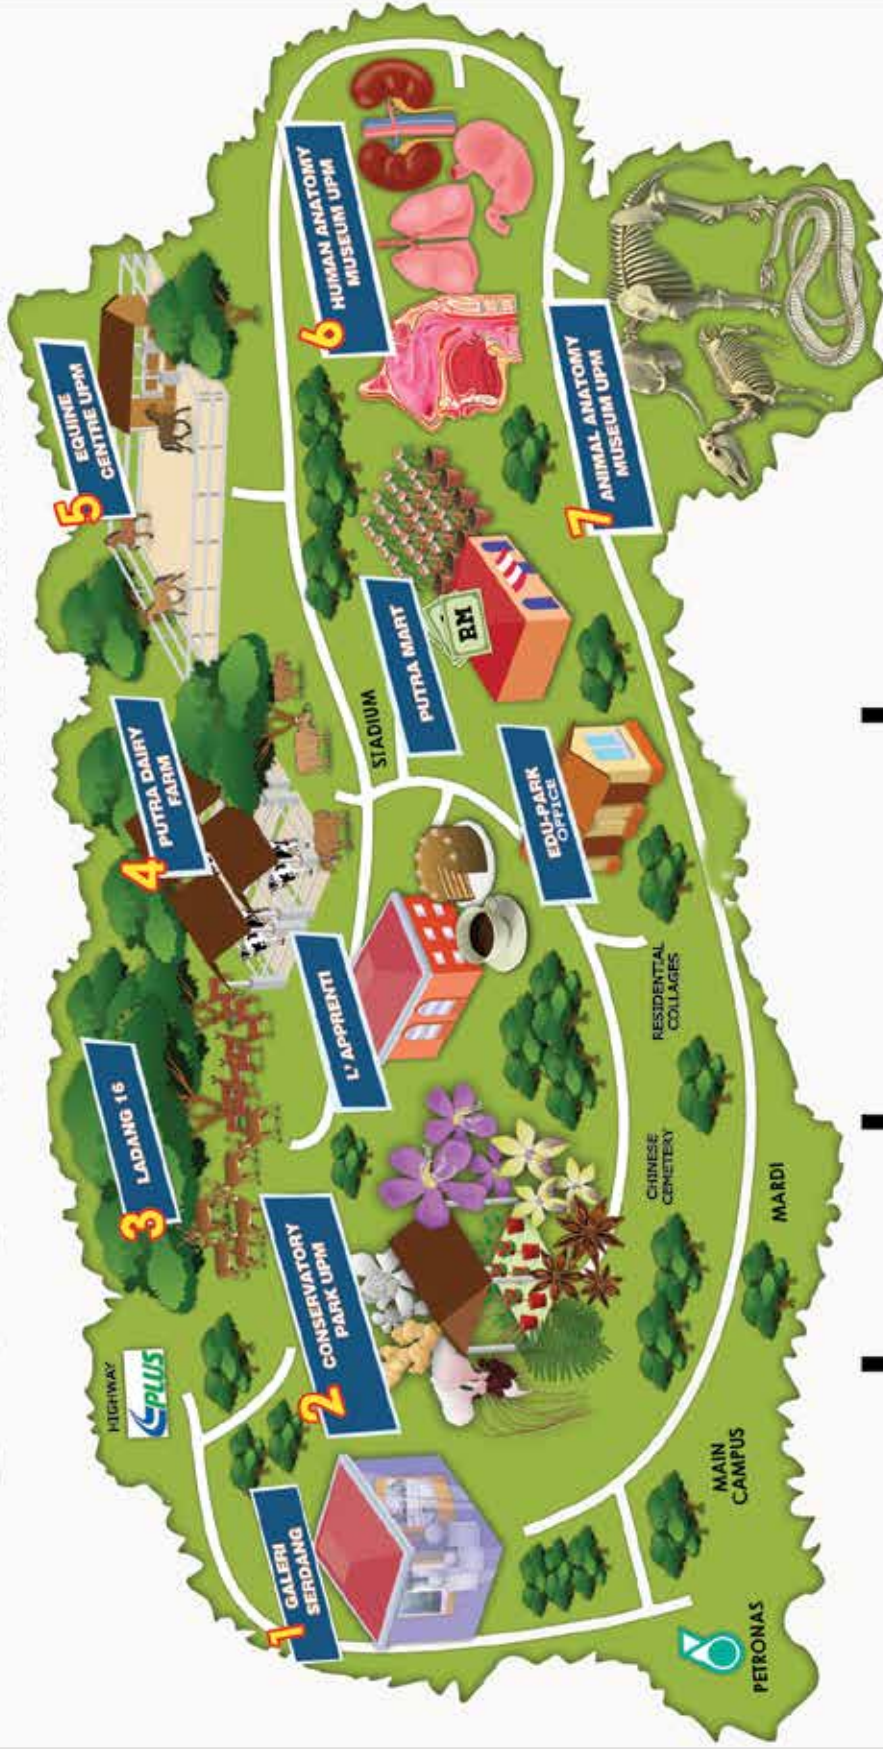 1
GALERI
SERDANG
2
CONSERVATORY
PARK UPM
3
LADANG 16
4
PUTRA DAIRY
FARM
5
EQUINE
CENTRE UPM
6
HUMAN ANATOMY
MUSEUM UPM
7
ANIMAL ANATOMY
MUSEUM UPM
HIGHWAY
PLUS
L' APPRENTI
STADIUM
PUTRA MART
RM
EDU-PARK
OFFICE
RESIDENTIAL
COLLAGES
CHINESE
CEMETERY
MARDI
MAIN
CAMPUS
PETRONAS